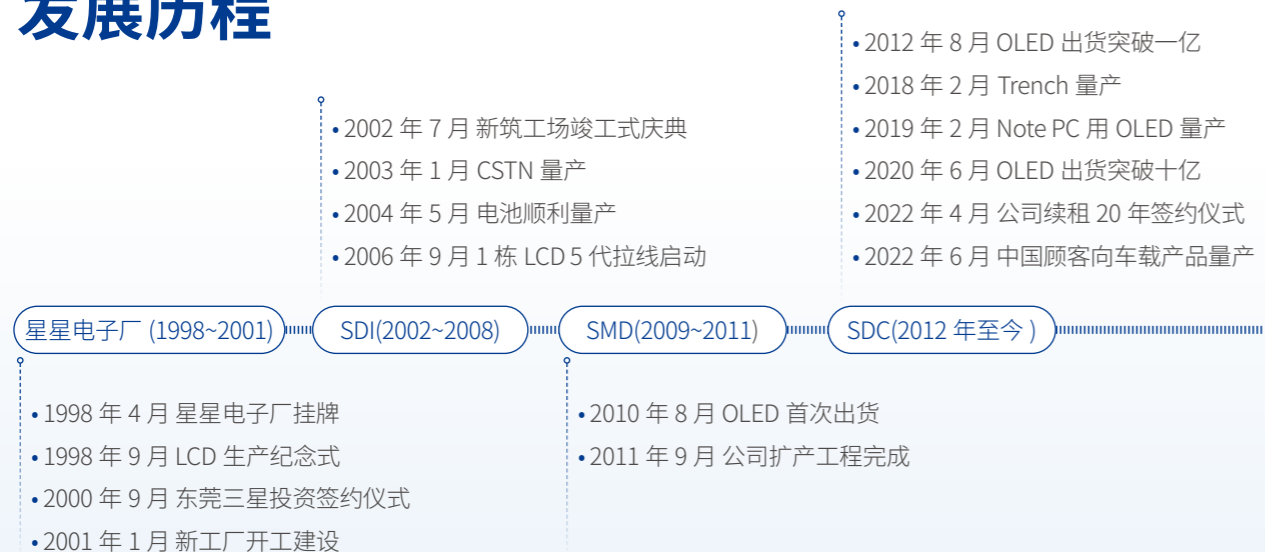 发展历程
• 2012 年 8 月 OLED 出货突破一亿
• 2018 年 2 月 Trench 量产
• 2019 年 2 月 Note PC 用 OLED 量产
• 2020 年 6 月 OLED 出货突破十亿
• 2022 年 4 月 公司续租 20 年签约仪式
• 2022 年 6 月 中国顾客向车载产品量产
• 2002 年 7 月 新筑工场竣工式庆典
• 2003 年 1 月 CSTN 量产
• 2004 年 5 月 电池顺利量产
• 2006 年 9 月 1 栋 LCD 5 代拉线启动
星星电子厂 (1998~2001)
SDI(2002~2008)
SMD(2009~2011)
SDC(2012 年至今 )
• 1998 年 4 月 星星电子厂挂牌
• 1998 年 9 月 LCD 生产纪念式
• 2000 年 9 月 东莞三星投资签约仪式
• 2001 年 1 月 新工厂开工建设
• 2010 年 8 月 OLED 首次出货
• 2011 年 9 月 公司扩产工程完成